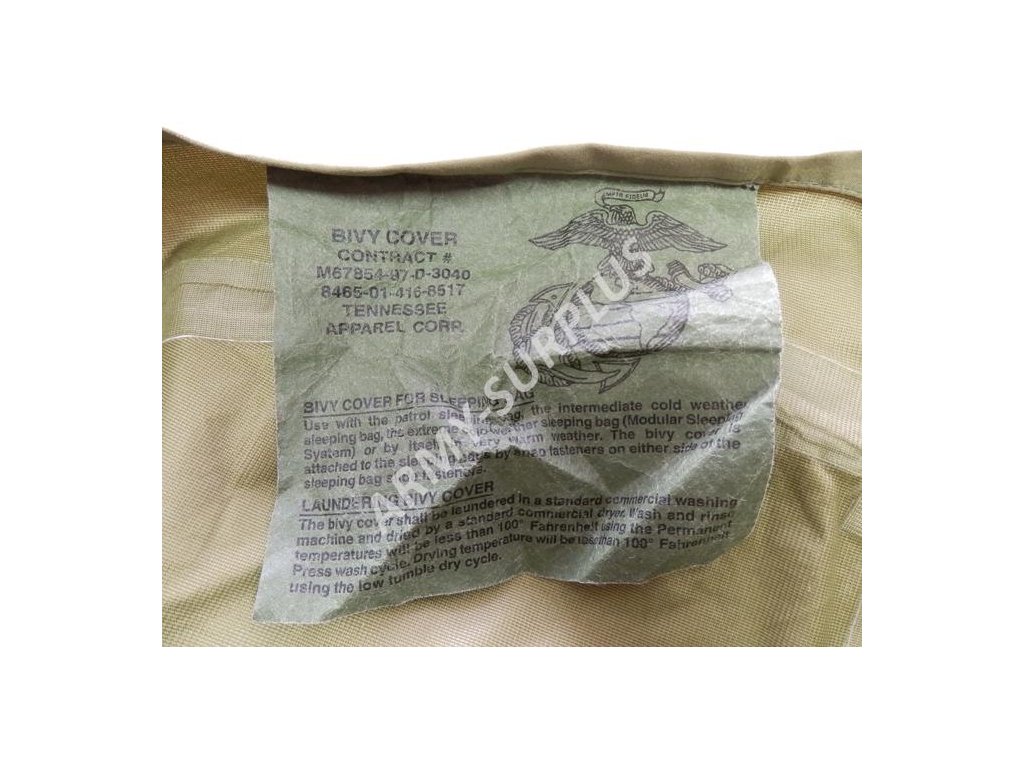 SEMPER FIDELIS
BIVY COVER
CONTRACT #
M67854-97-D-3040
8465-01-416-8517
TENNESSEE
APPAREL CORP.
BIVY COVER FOR SLEEPING BAG
Use with the patrol sleeping bag, the intermediate cold weather
sleeping bag, the extreme cold weather sleeping bag (Modular Sleeping
System) or by itself in very warm weather. The bivy cover is
attached to the sleeping bags by snap fasteners on either side of the
sleeping bag fasteners.
LAUNDERING BIVY COVER
The bivy cover shall be laundered in a standard commercial washing
machine and dried by a standard commercial dryer. Wash and rinse
temperatures will be less than 100° Fahrenheit using the Permanent
Press wash cycle. Drying temperature will be less than 100° Fahrenheit
using the low tumble dry cycle.
ARMY-SURPLUS